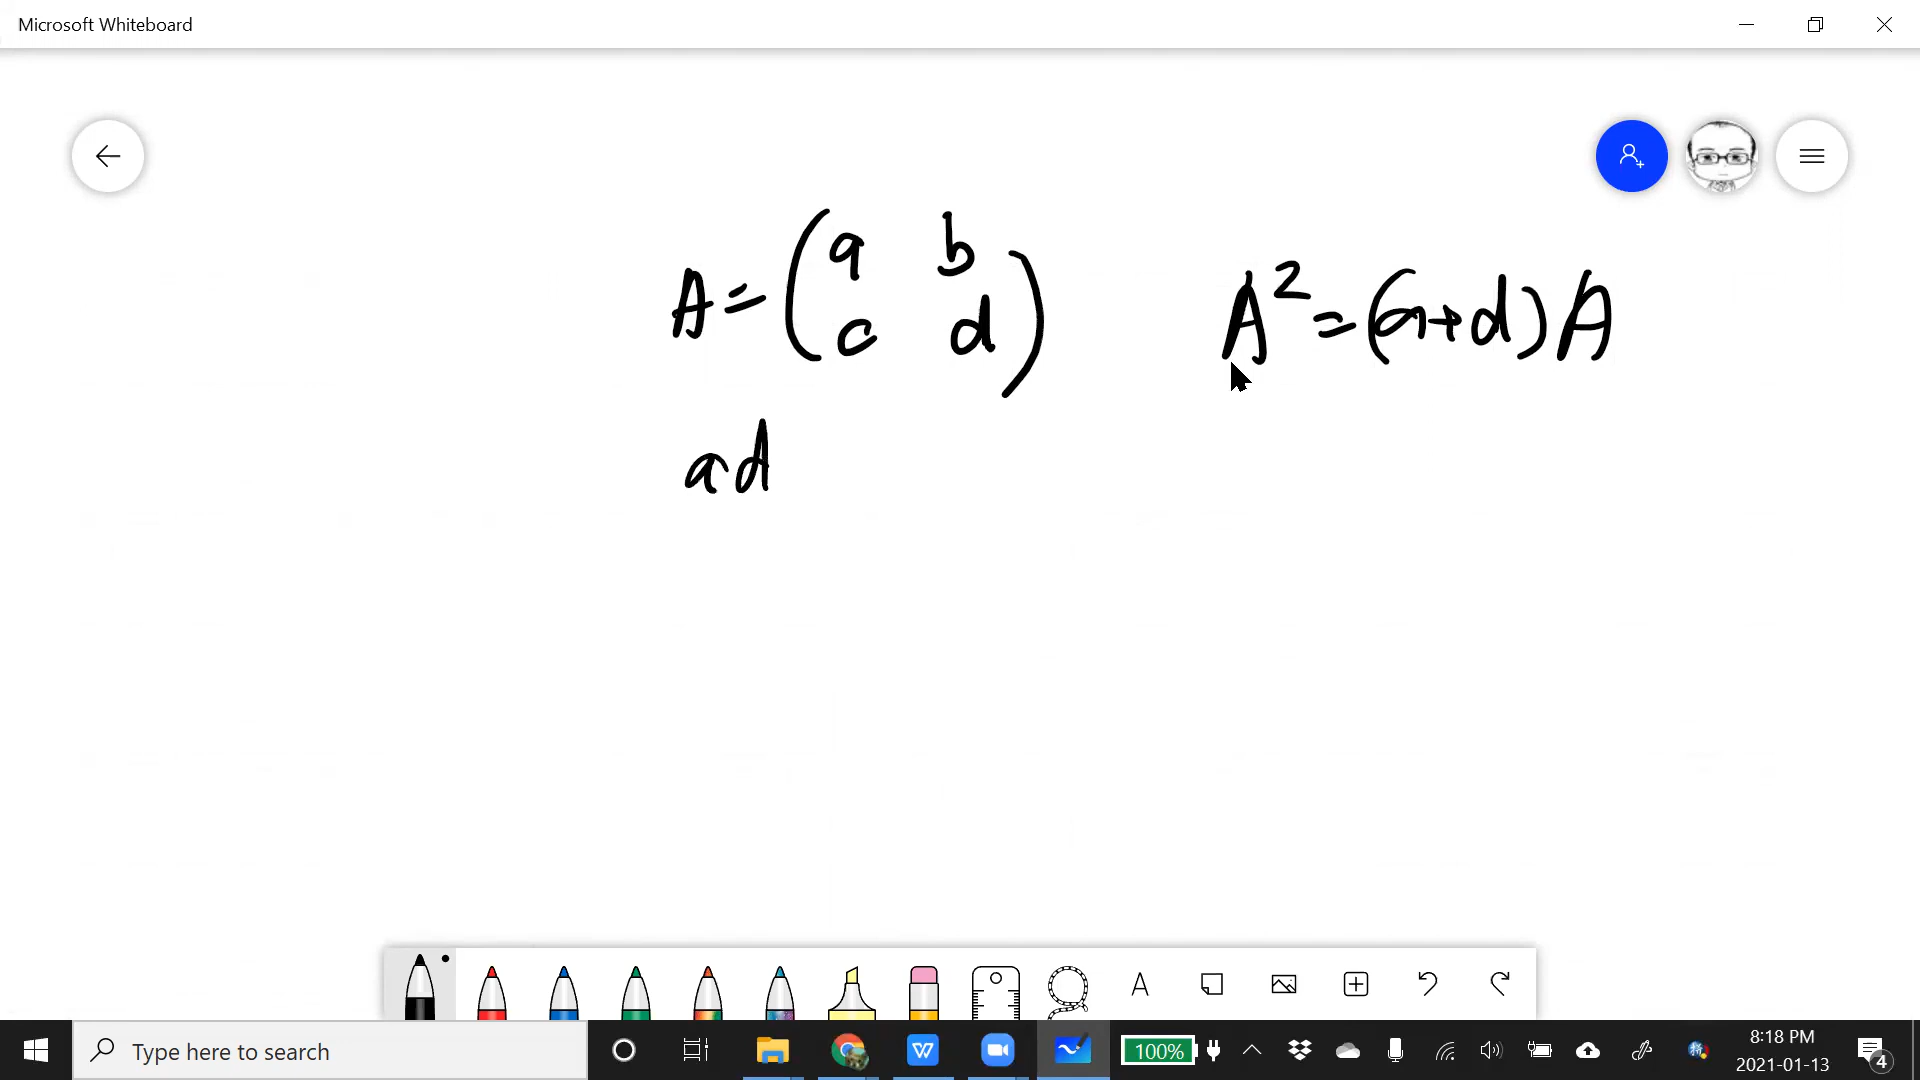 Microsoft Whiteboard
A = ( a b
c d )
A² = (a+d) A
ad
A
Type here to search
100%
8:18 PM
2021-01-13
4